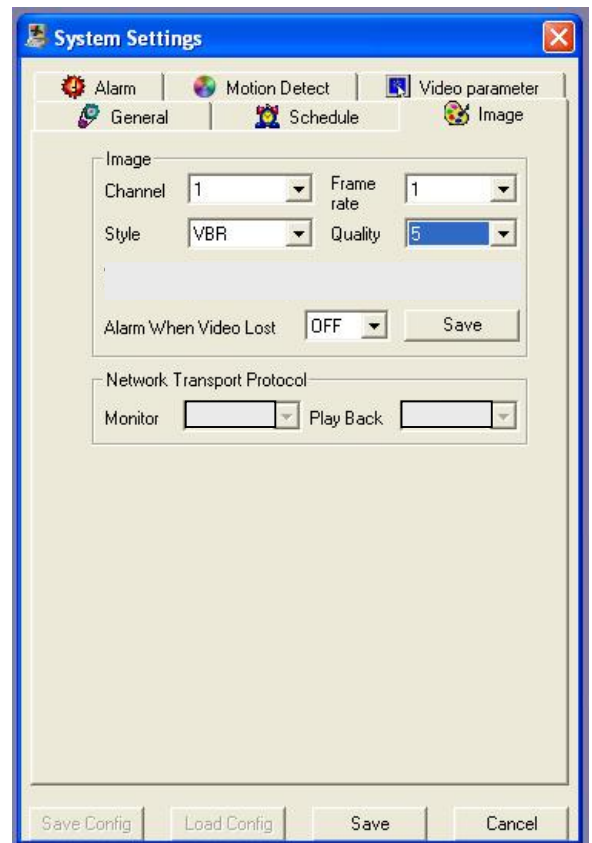 System Settings
Alarm Motion Detect Video parameter
General Schedule Image
Image
Channel 1 Frame rate 1
Style VBR Quality 5
Alarm When Video Lost OFF Save
Network Transport Protocol
Monitor Play Back
Save Config Load Config Save Cancel